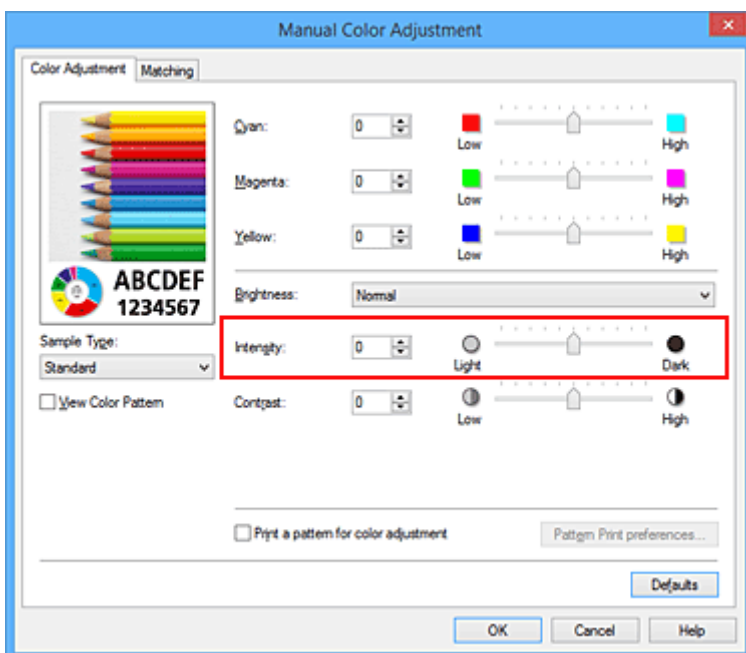 Manual Color Adjustment
Color Adjustment Matching
Cyan: 0 Low High
Magenta: 0 Low High
Yellow: 0 Low High
ABCDEF
1234567
Brightness: Normal
Sample Type:
Standard
Intensity: 0 Light Dark
View Color Pattern
Contrast: 0 Low High
Print a pattern for color adjustment Pattern Print preferences...
Defaults
OK Cancel Help